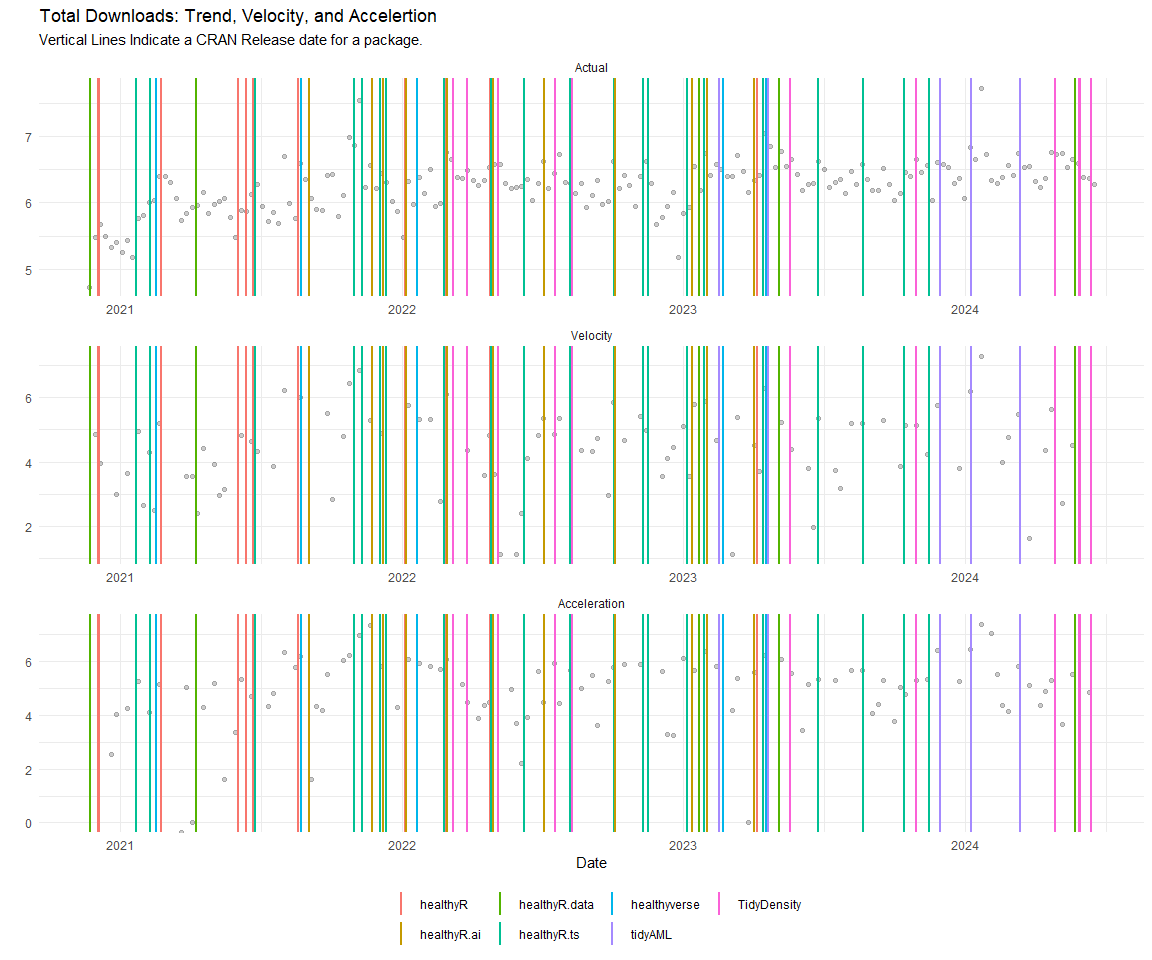 Total Downloads: Trend, Velocity, and Accelertion
Vertical Lines Indicate a CRAN Release date for a package.
Actual
7
6
5
2021 2022 2023 2024
Velocity
6
4
2
2021 2022 2023 2024
Acceleration
6
4
2
0
2021 2022 2023 2024
Date
healthyR healthyR.data healthyverse TidyDensity
healthyR.ai healthyR.ts tidyAML